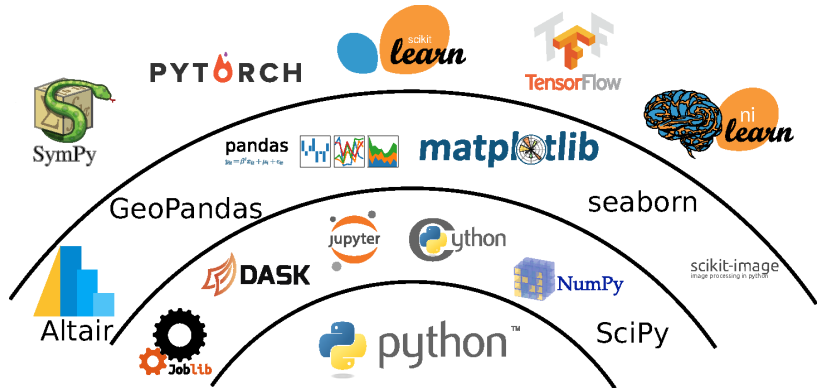 scikit
learn
PYTORCH
TensorFlow
SymPy
ni
learn
pandas
matplotlib
GeoPandas
seaborn
jupyter
Cython
DASK
NumPy
scikit-image
image processing in python
Altair
Joblib
python™
SciPy